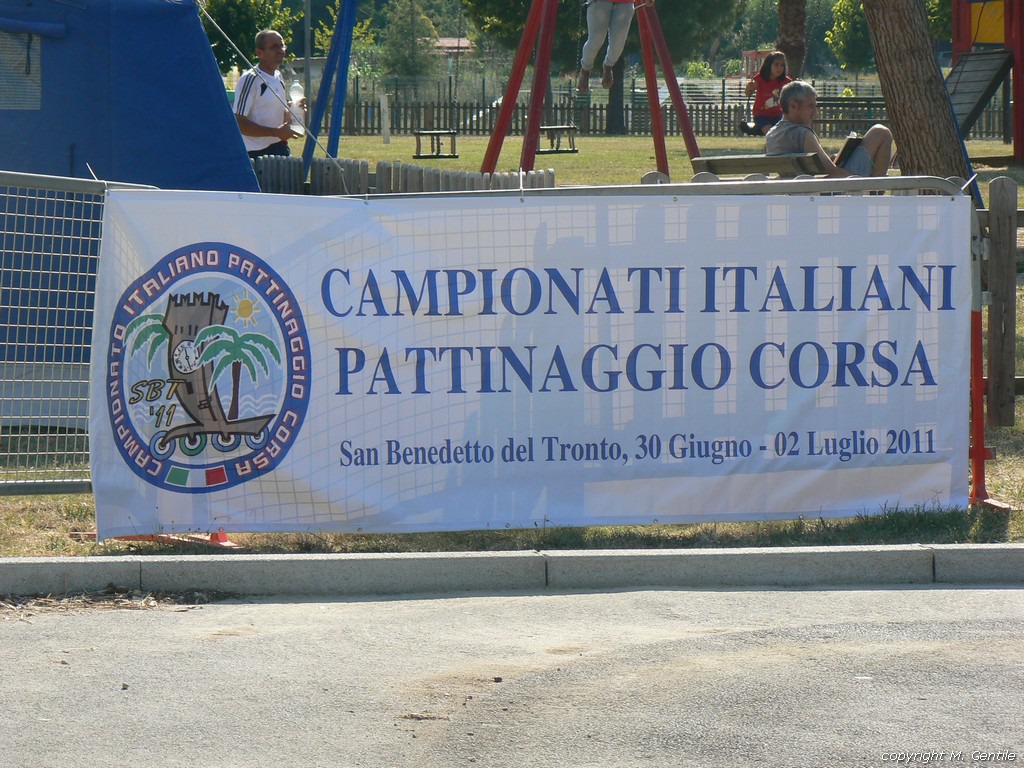 CAMPIONATO ITALIANO PATTINAGGIO CORSA
SBT
'11
CAMPIONATI ITALIANI
PATTINAGGIO CORSA
San Benedetto del Tronto, 30 Giugno - 02 Luglio 2011
copyright M. Gentile